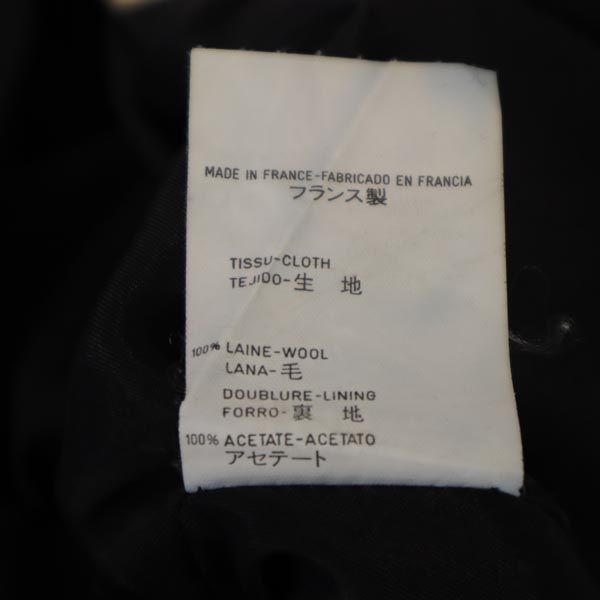 MADE IN FRANCE-FABRICADO EN FRANCIA
フランス製
TISSU-CLOTH
TEJIDO-生 地
100% LAINE-WOOL
LANA-毛
DOUBLURE-LINING
FORRO-裏 地
100% ACETATE-ACETATO
アセテート